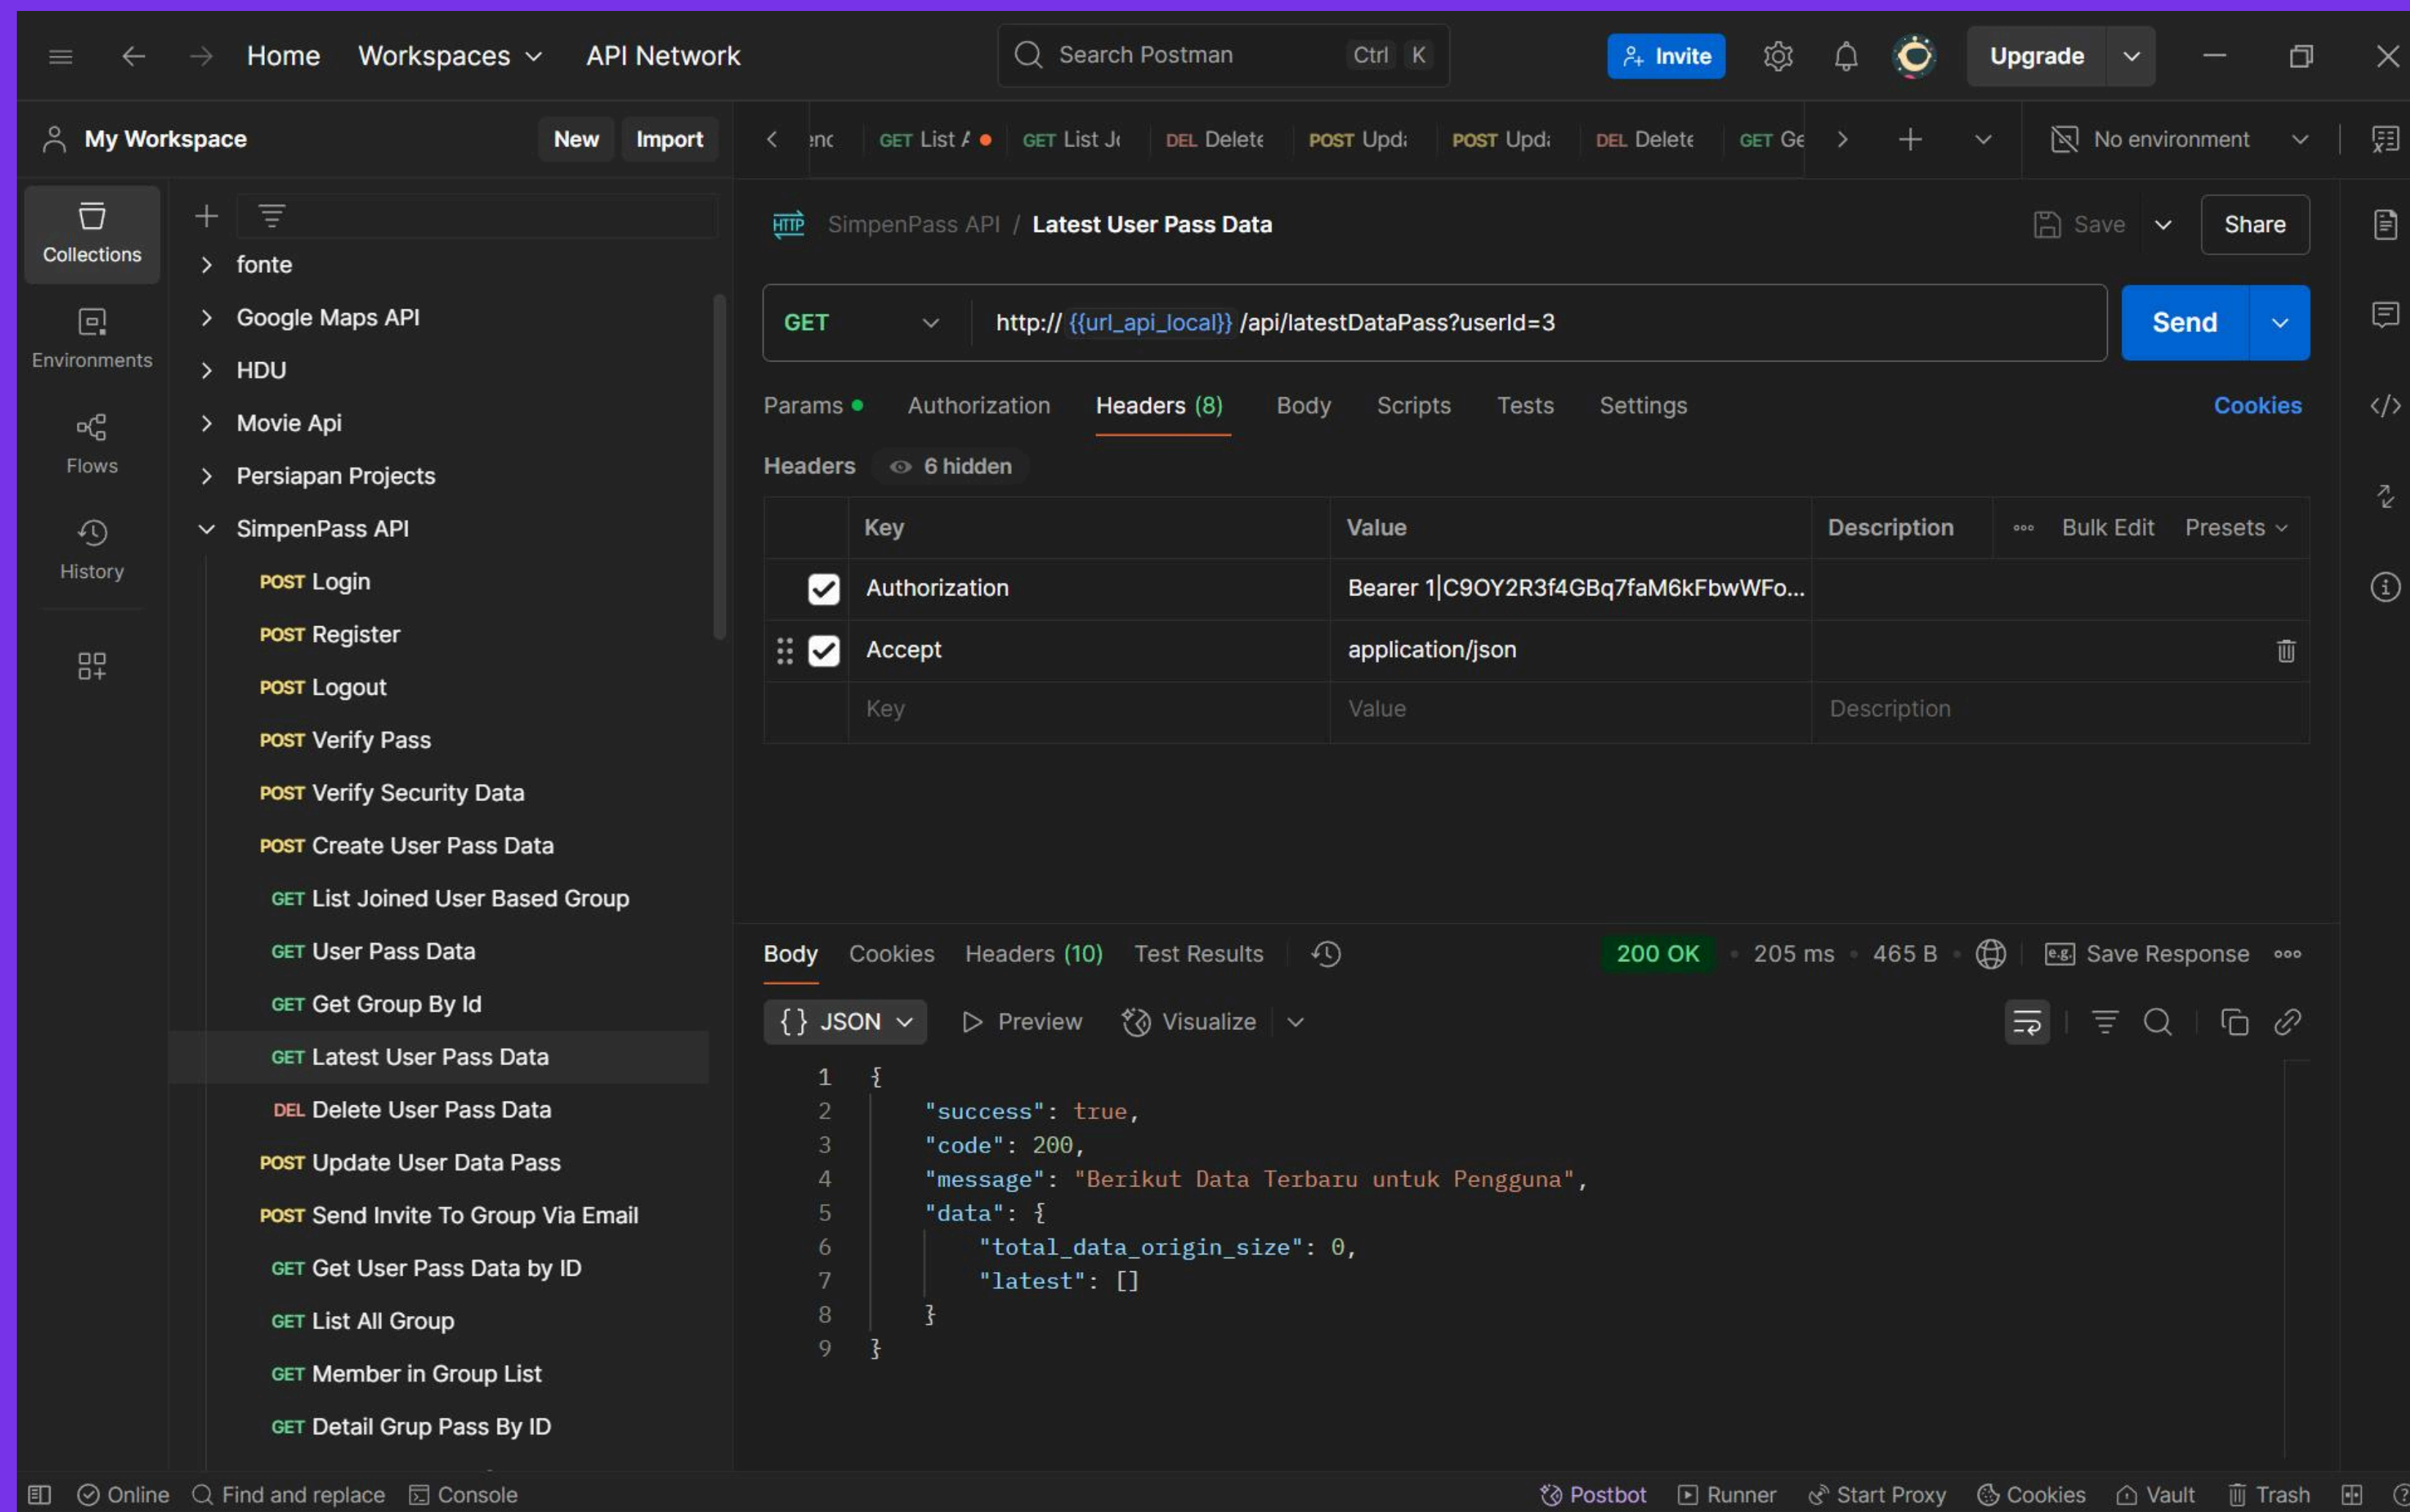 Home Workspaces API Network Search Postman Ctrl K Invite Upgrade
My Workspace New Import
GET List A GET List Jo DEL Delete POST Upda POST Upda DEL Delete GET Ge No environment
Collections
Environments
Flows
History
fonte
Google Maps API
HDU
Movie Api
Persiapan Projects
SimpenPass API
POST Login
POST Register
POST Logout
POST Verify Pass
POST Verify Security Data
POST Create User Pass Data
GET List Joined User Based Group
GET User Pass Data
GET Get Group By Id
GET Latest User Pass Data
DEL Delete User Pass Data
POST Update User Data Pass
POST Send Invite To Group Via Email
GET Get User Pass Data by ID
GET List All Group
GET Member in Group List
GET Detail Grup Pass By ID
HTTP SimpenPass API / Latest User Pass Data Save Share
GET http:// {{url_api_local}} /api/latestDataPass?userId=3 Send
Params Authorization Headers (8) Body Scripts Tests Settings Cookies
Headers 6 hidden
Key Value Description Bulk Edit Presets
Authorization Bearer 1|C9OY2R3f4GBq7faM6kFbwWFo...
Accept application/json
Key Value Description
Body Cookies Headers (10) Test Results 200 OK 205 ms 465 B e.g. Save Response
{} JSON Preview Visualize
1 {
2 "success": true,
3 "code": 200,
4 "message": "Berikut Data Terbaru untuk Pengguna",
5 "data": {
6 "total_data_origin_size": 0,
7 "latest": []
8 }
9 }
Online Find and replace Console Postbot Runner Start Proxy Cookies Vault Trash